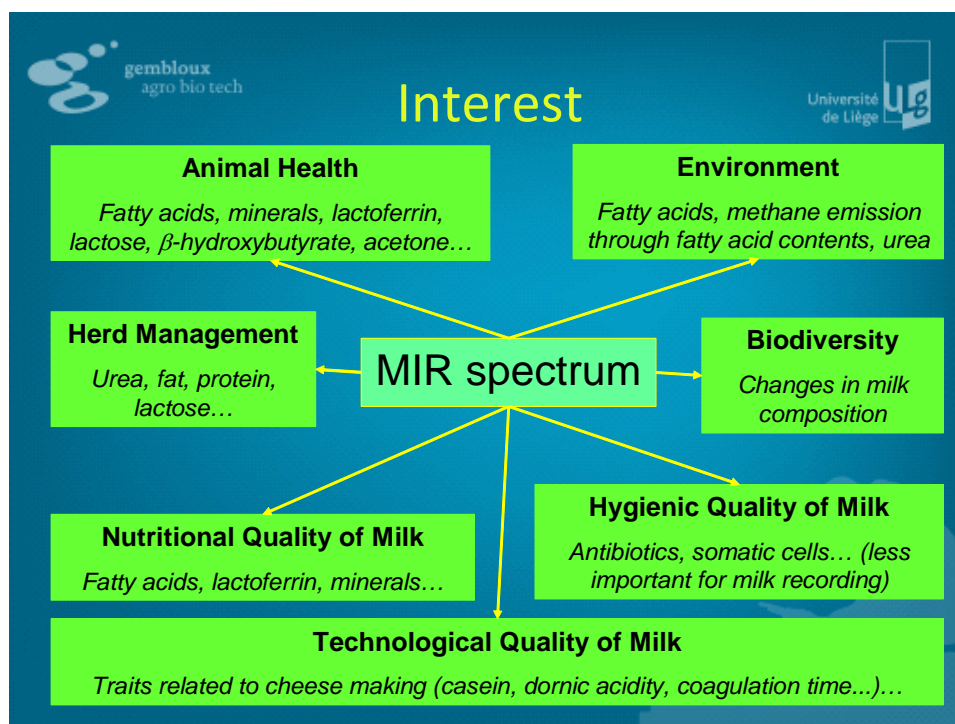 gembloux
agro bio tech
Interest
Université
de Liège
Animal Health
Fatty acids, minerals, lactoferrin,
lactose, β-hydroxybutyrate, acetone…
Environment
Fatty acids, methane emission
through fatty acid contents, urea
Herd Management
Urea, fat, protein,
lactose…
MIR spectrum
Biodiversity
Changes in milk
composition
Nutritional Quality of Milk
Fatty acids, lactoferrin, minerals…
Hygienic Quality of Milk
Antibiotics, somatic cells… (less
important for milk recording)
Technological Quality of Milk
Traits related to cheese making (casein, dornic acidity, coagulation time...)…